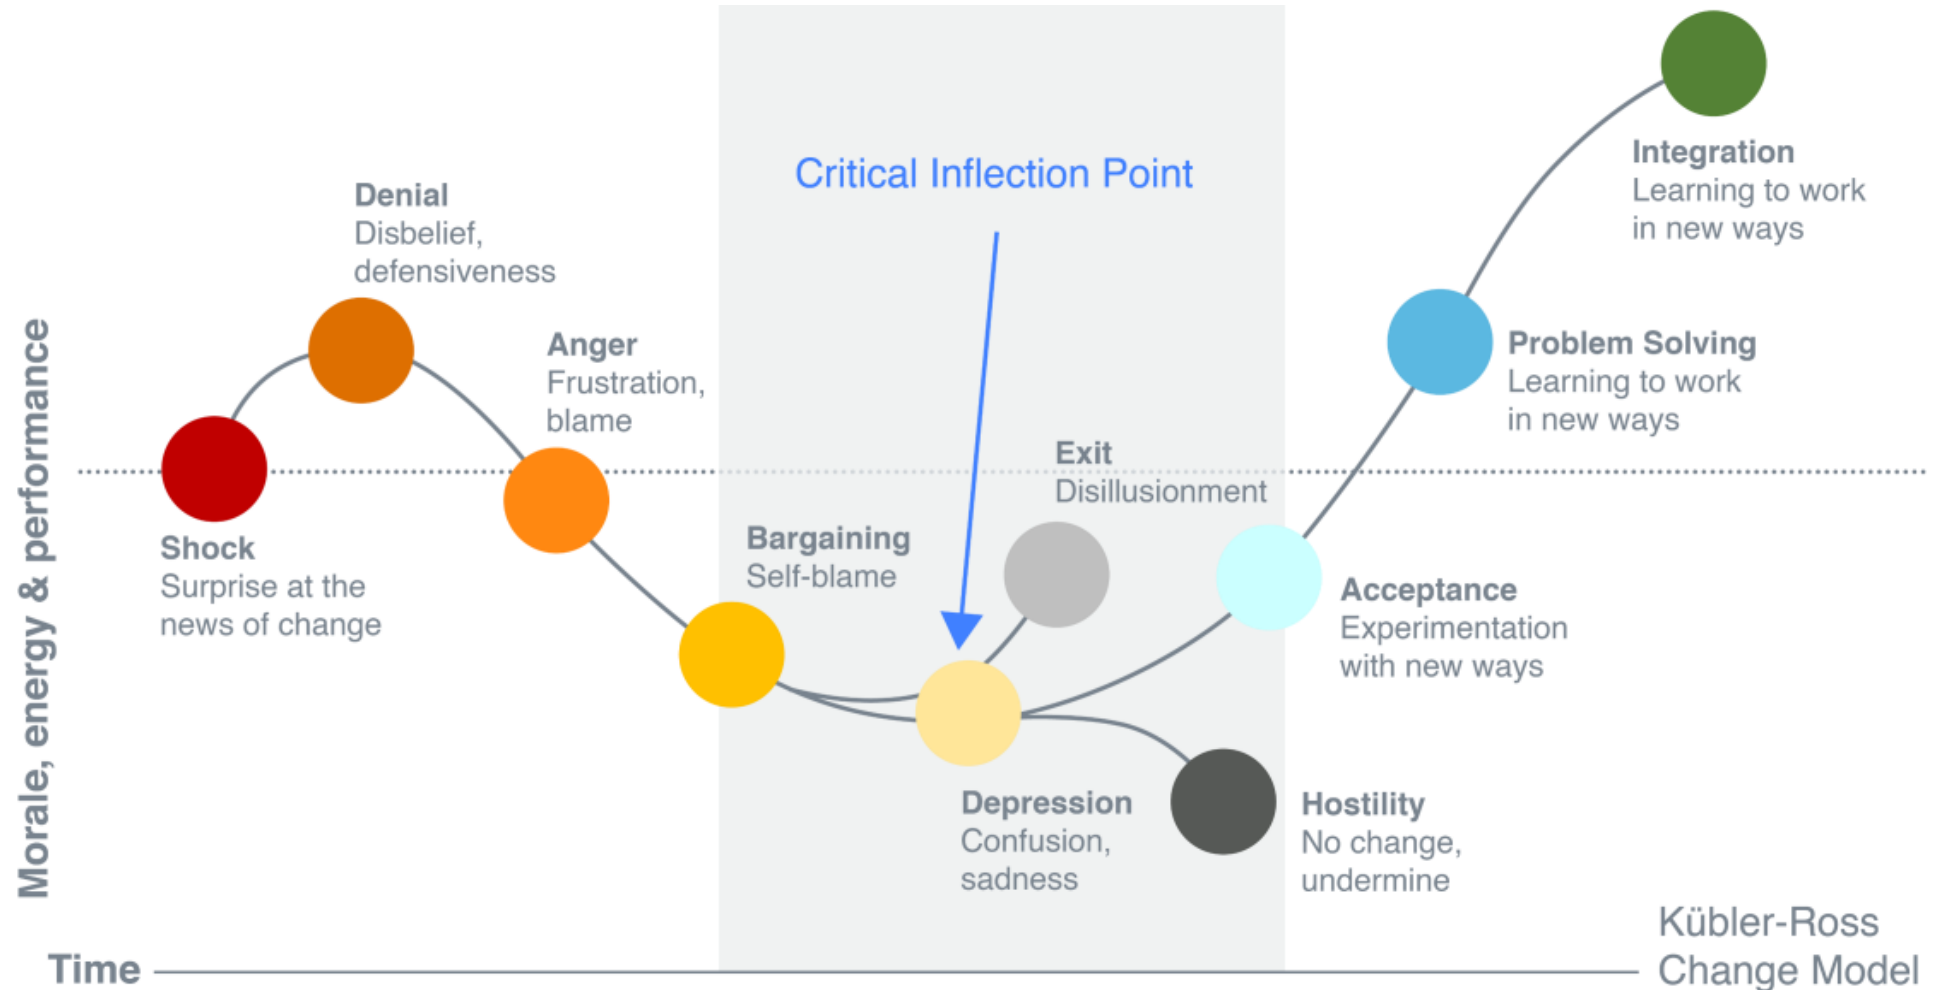 Critical Inflection Point
Integration
Learning to work
in new ways
Denial
Disbelief,
defensiveness
Anger
Frustration,
blame
Problem Solving
Learning to work
in new ways
Exit
Disillusionment
Shock
Surprise at the
news of change
Bargaining
Self-blame
Acceptance
Experimentation
with new ways
Depression
Confusion,
sadness
Hostility
No change,
undermine
Morale, energy & performance
Time
Kübler-Ross
Change Model